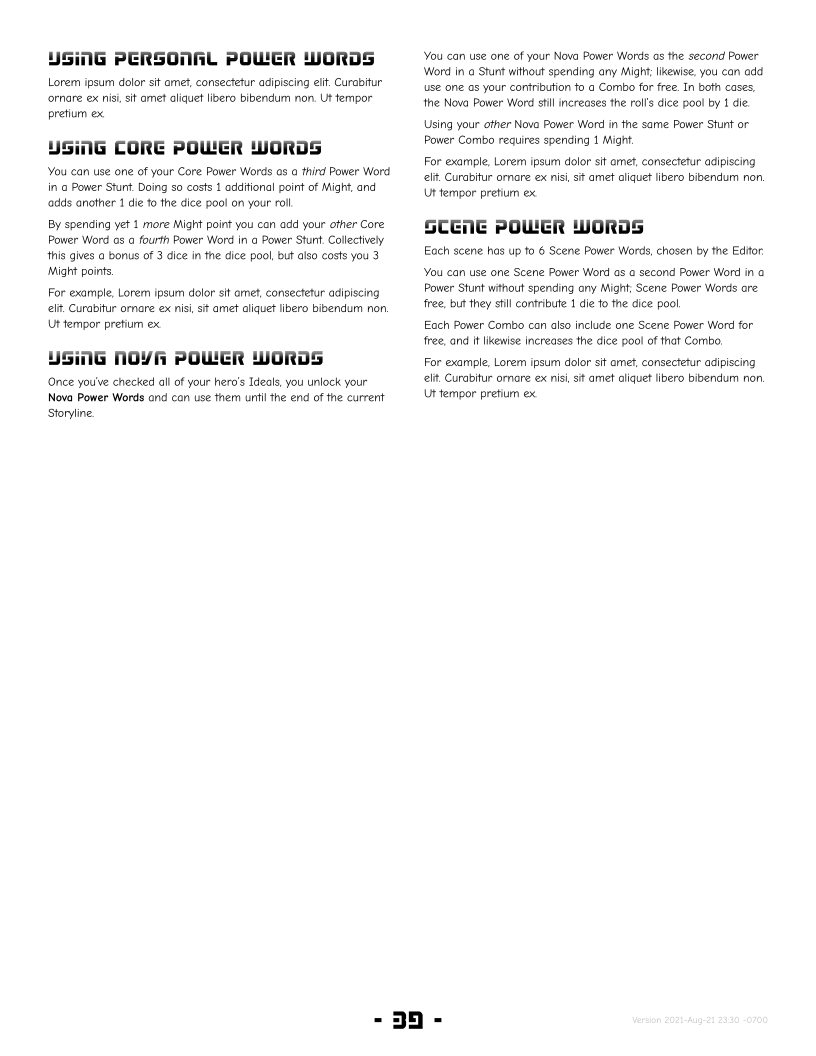 USING PERSONAL POWER WORDS
Lorem ipsum dolor sit amet, consectetur adipiscing elit. Curabitur
ornare ex nisi, sit amet aliquet libero bibendum non. Ut tempor
pretium ex.
USING CORE POWER WORDS
You can use one of your Core Power Words as a third Power Word
in a Power Stunt. Doing so costs 1 additional point of Might, and
adds another 1 die to the dice pool on your roll.
By spending yet 1 more Might point you can add your other Core
Power Word as a fourth Power Word in a Power Stunt. Collectively
this gives a bonus of 3 dice in the dice pool, but also costs you 3
Might points.
For example, Lorem ipsum dolor sit amet, consectetur adipiscing
elit. Curabitur ornare ex nisi, sit amet aliquet libero bibendum non.
Ut tempor pretium ex.
USING NOVA POWER WORDS
Once you've checked all of your hero's Ideals, you unlock your
Nova Power Words and can use them until the end of the current
Storyline.
You can use one of your Nova Power Words as the second Power
Word in a Stunt without spending any Might; likewise, you can add
use one as your contribution to a Combo for free. In both cases,
the Nova Power Word still increases the roll's dice pool by 1 die.
Using your other Nova Power Word in the same Power Stunt or
Power Combo requires spending 1 Might.
For example, Lorem ipsum dolor sit amet, consectetur adipiscing
elit. Curabitur ornare ex nisi, sit amet aliquet libero bibendum non.
Ut tempor pretium ex.
SCENE POWER WORDS
Each scene has up to 6 Scene Power Words, chosen by the Editor.
You can use one Scene Power Word as a second Power Word in a
Power Stunt without spending any Might; Scene Power Words are
free, but they still contribute 1 die to the dice pool.
Each Power Combo can also include one Scene Power Word for
free, and it likewise increases the dice pool of that Combo.
For example, Lorem ipsum dolor sit amet, consectetur adipiscing
elit. Curabitur ornare ex nisi, sit amet aliquet libero bibendum non.
Ut tempor pretium ex.
- 39 -
Version 2021-Aug-21 23:30 -0700